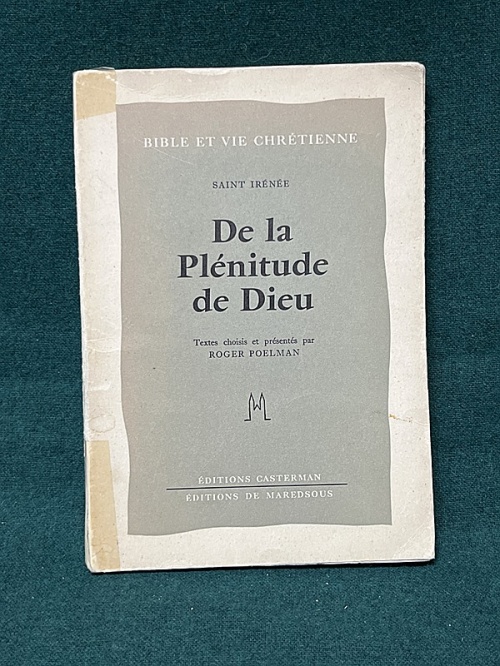 BIBLE ET VIE CHRÉTIENNE
SAINT IRÉNÉE
De la
Plénitude
de Dieu
Textes choisis et présentés par
ROGER POELMAN
ÉDITIONS CASTERMAN
ÉDITIONS DE MAREDSOUS